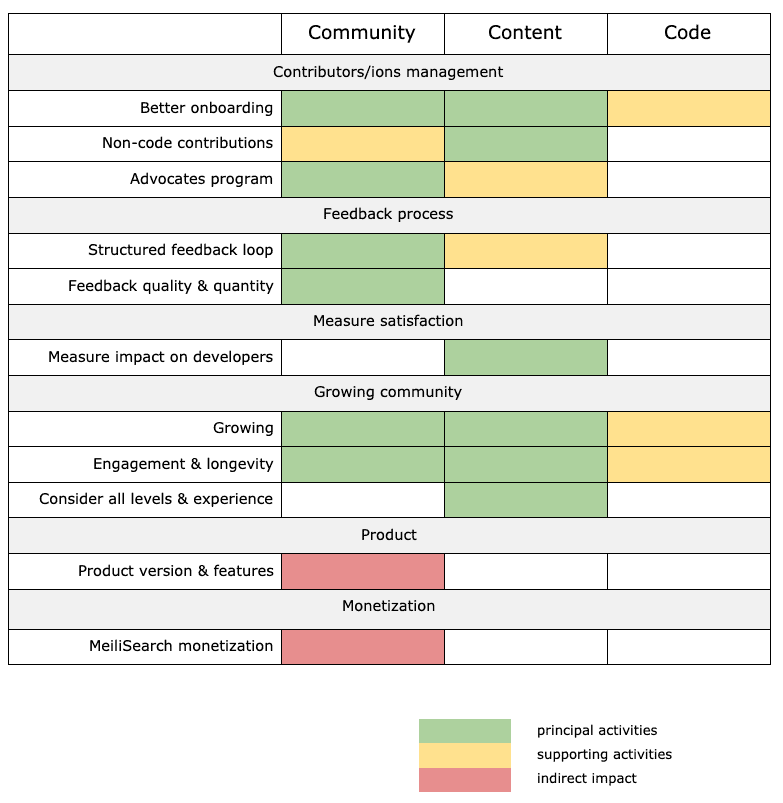 Community Content Code
Contributors/ions management
Better onboarding
Non-code contributions
Advocates program
Feedback process
Structured feedback loop
Feedback quality & quantity
Measure satisfaction
Measure impact on developers
Growing community
Growing
Engagement & longevity
Consider all levels & experience
Product
Product version & features
Monetization
MeiliSearch monetization
principal activities
supporting activities
indirect impact